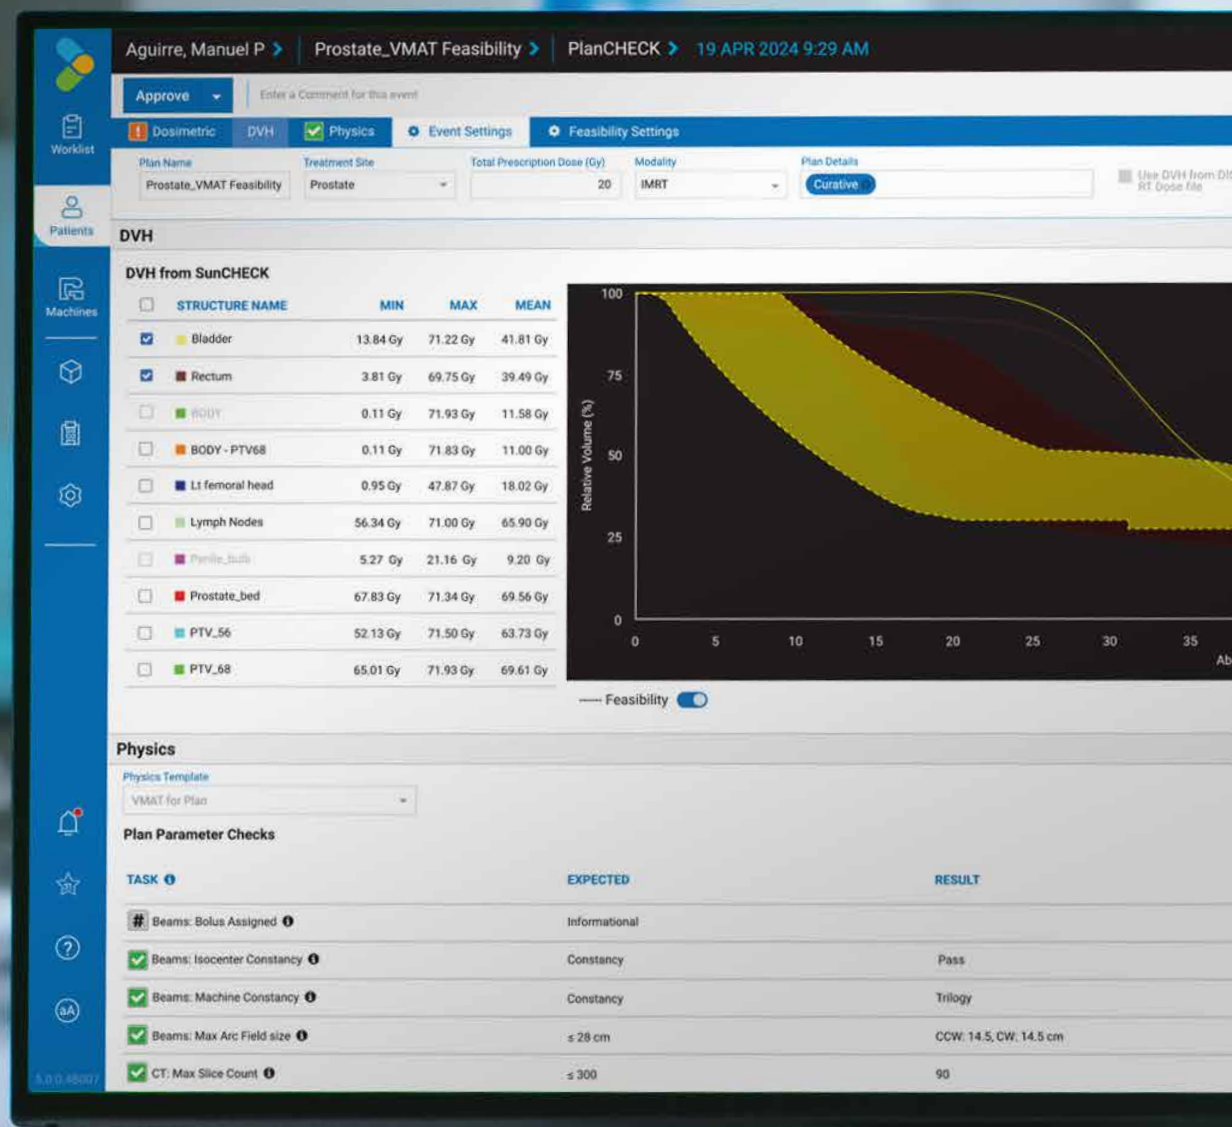 Aguirre, Manuel P > Prostate_VMAT Feasibility > PlanCHECK > 19 APR 2024 9:29 AM
Approve Enter a Comment for this event
Dosimetric DVH Physics Event Settings Feasibility Settings
Worklist
Plan Name Treatment Site Total Prescription Dose (Gy) Modality Plan Details
Prostate_VMAT Feasibility Prostate 20 IMRT Curative
Use DVH from
RT Dose file
Patients
DVH
DVH from SunCHECK
STRUCTURE NAME MIN MAX MEAN
Machines
Bladder 13.84 Gy 71.22 Gy 41.81 Gy
Rectum 3.81 Gy 69.75 Gy 39.49 Gy
BODY 0.11 Gy 71.93 Gy 11.58 Gy
BODY - PTV68 0.11 Gy 71.83 Gy 11.00 Gy
Lt femoral head 0.95 Gy 47.87 Gy 18.02 Gy
Lymph Nodes 56.34 Gy 71.00 Gy 65.90 Gy
Penile_bulb 5.27 Gy 21.16 Gy 9.20 Gy
Prostate_bed 67.83 Gy 71.34 Gy 69.56 Gy
PTV_56 52.13 Gy 71.50 Gy 63.73 Gy
PTV_68 65.01 Gy 71.93 Gy 69.61 Gy
100
75
50
25
0
Relative Volume (%)
0 5 10 15 20 25 30 35
Ab
Feasibility
Physics
Physics Template
VMAT for Plan
Plan Parameter Checks
TASK EXPECTED RESULT
# Beams: Bolus Assigned Informational
Beams: Isocenter Constancy Constancy Pass
Beams: Machine Constancy Constancy Trilogy
Beams: Max Arc Field size ≤ 28 cm CCW: 14.5, CW: 14.5 cm
CT: Max Slice Count ≤ 300 90
?
aA